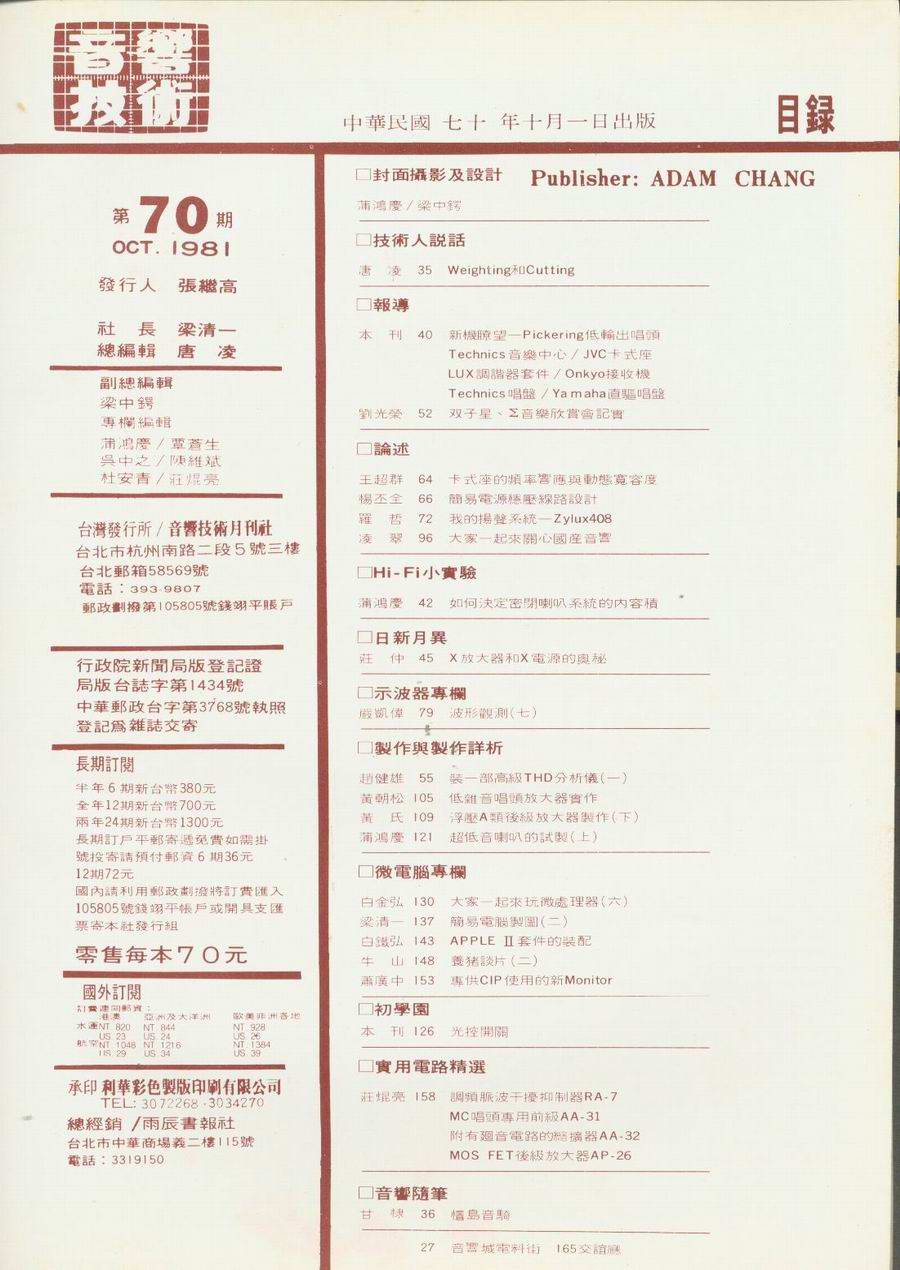 音響
技術
中華民國 七十 年十月一日出版
目錄
第70期
OCT. 1981
發行人 張繼高
社 長 梁清一
總編輯 唐 凌
副總編輯
梁中鍔
專欄編輯
蒲鴻慶/覃蒼生
吳中之/陳維斌
杜安青/莊焜亮
台灣發行所/音響技術月刊社
台北市杭州南路二段5號三樓
台北郵箱58569號
電話:393-9807
郵政劃撥第105805號錢翊平賬戶
行政院新聞局版登記證
局版台誌字第1434號
中華郵政台字第3768號執照
登記為雜誌交寄
長期訂閱
半年6期新台幣380元
全年12期新台幣700元
兩年24期新台幣1300元
長期訂戶平郵寄遞免費如需掛
號投寄請預付郵資6期36元
12期72元
國內請利用郵政劃撥將訂費匯入
105805號錢翊平帳戶或開具支匯
票寄本社發行組
零售每本70元
國外訂閱
訂費連同郵資:
港澳 亞洲及大洋洲 歐美非洲各地
水運NT 820 NT 844 NT 928
US 23 US 24 US 26
航空NT 1048 NT 1216 NT 1384
US 29 US 34 US 39
承印 利華彩色製版印刷有限公司
TEL: 3072268·3034270
總經銷/雨辰書報社
台北市中華商場義二樓115號
電話:3319150
□封面攝影及設計 Publisher: ADAM CHANG
蒲鴻慶/梁中鍔
□技術人說話
唐 凌 35 Weighting和Cutting
□報導
本 刊 40 新機瞭望—Pickering低輸出唱頭
Technics音樂中心/JVC卡式座
LUX調諧器套件/Onkyo接收機
Technics唱盤/Yamaha直驅唱盤
劉光榮 52 双子星、Σ音樂欣賞會記實
□論述
王超群 64 卡式座的頻率響應與動態寬容度
楊丕全 66 簡易電源穩壓線路設計
羅 哲 72 我的揚聲系統—Zylux408
凌 翠 96 大家一起來關心國產音響
□Hi-Fi小實驗
蒲鴻慶 42 如何決定密閉喇叭系統的內容積
□日新月異
莊 仲 45 X放大器和X電源的奧秘
□示波器專欄
嚴凱偉 79 波形觀測(七)
□製作與製作詳析
趙健雄 55 裝一部高級THD分析儀(一)
黃朝松 105 低雜音唱頭放大器實作
黃 氏 109 浮壓A類後級放大器製作(下)
蒲鴻慶 121 超低音喇叭的試製(上)
□微電腦專欄
白金弘 130 大家一起來玩微處理器(六)
梁清一 137 簡易電腦製圖(二)
白鐵弘 143 APPLE II套件的裝配
牛 山 148 養猪談片(二)
蕭廣中 153 專供CIP使用的新Monitor
□初學園
本 刊 126 光控開關
□實用電路精選
莊焜亮 158 調頻脈波干擾抑制器RA-7
MC唱頭專用前級AA-31
附有迴音電路的縮擴器AA-32
MOS FET後級放大器AP-26
□音響隨筆
甘 棣 36 檀島音騎
27 音響城電料街 165交誼廳